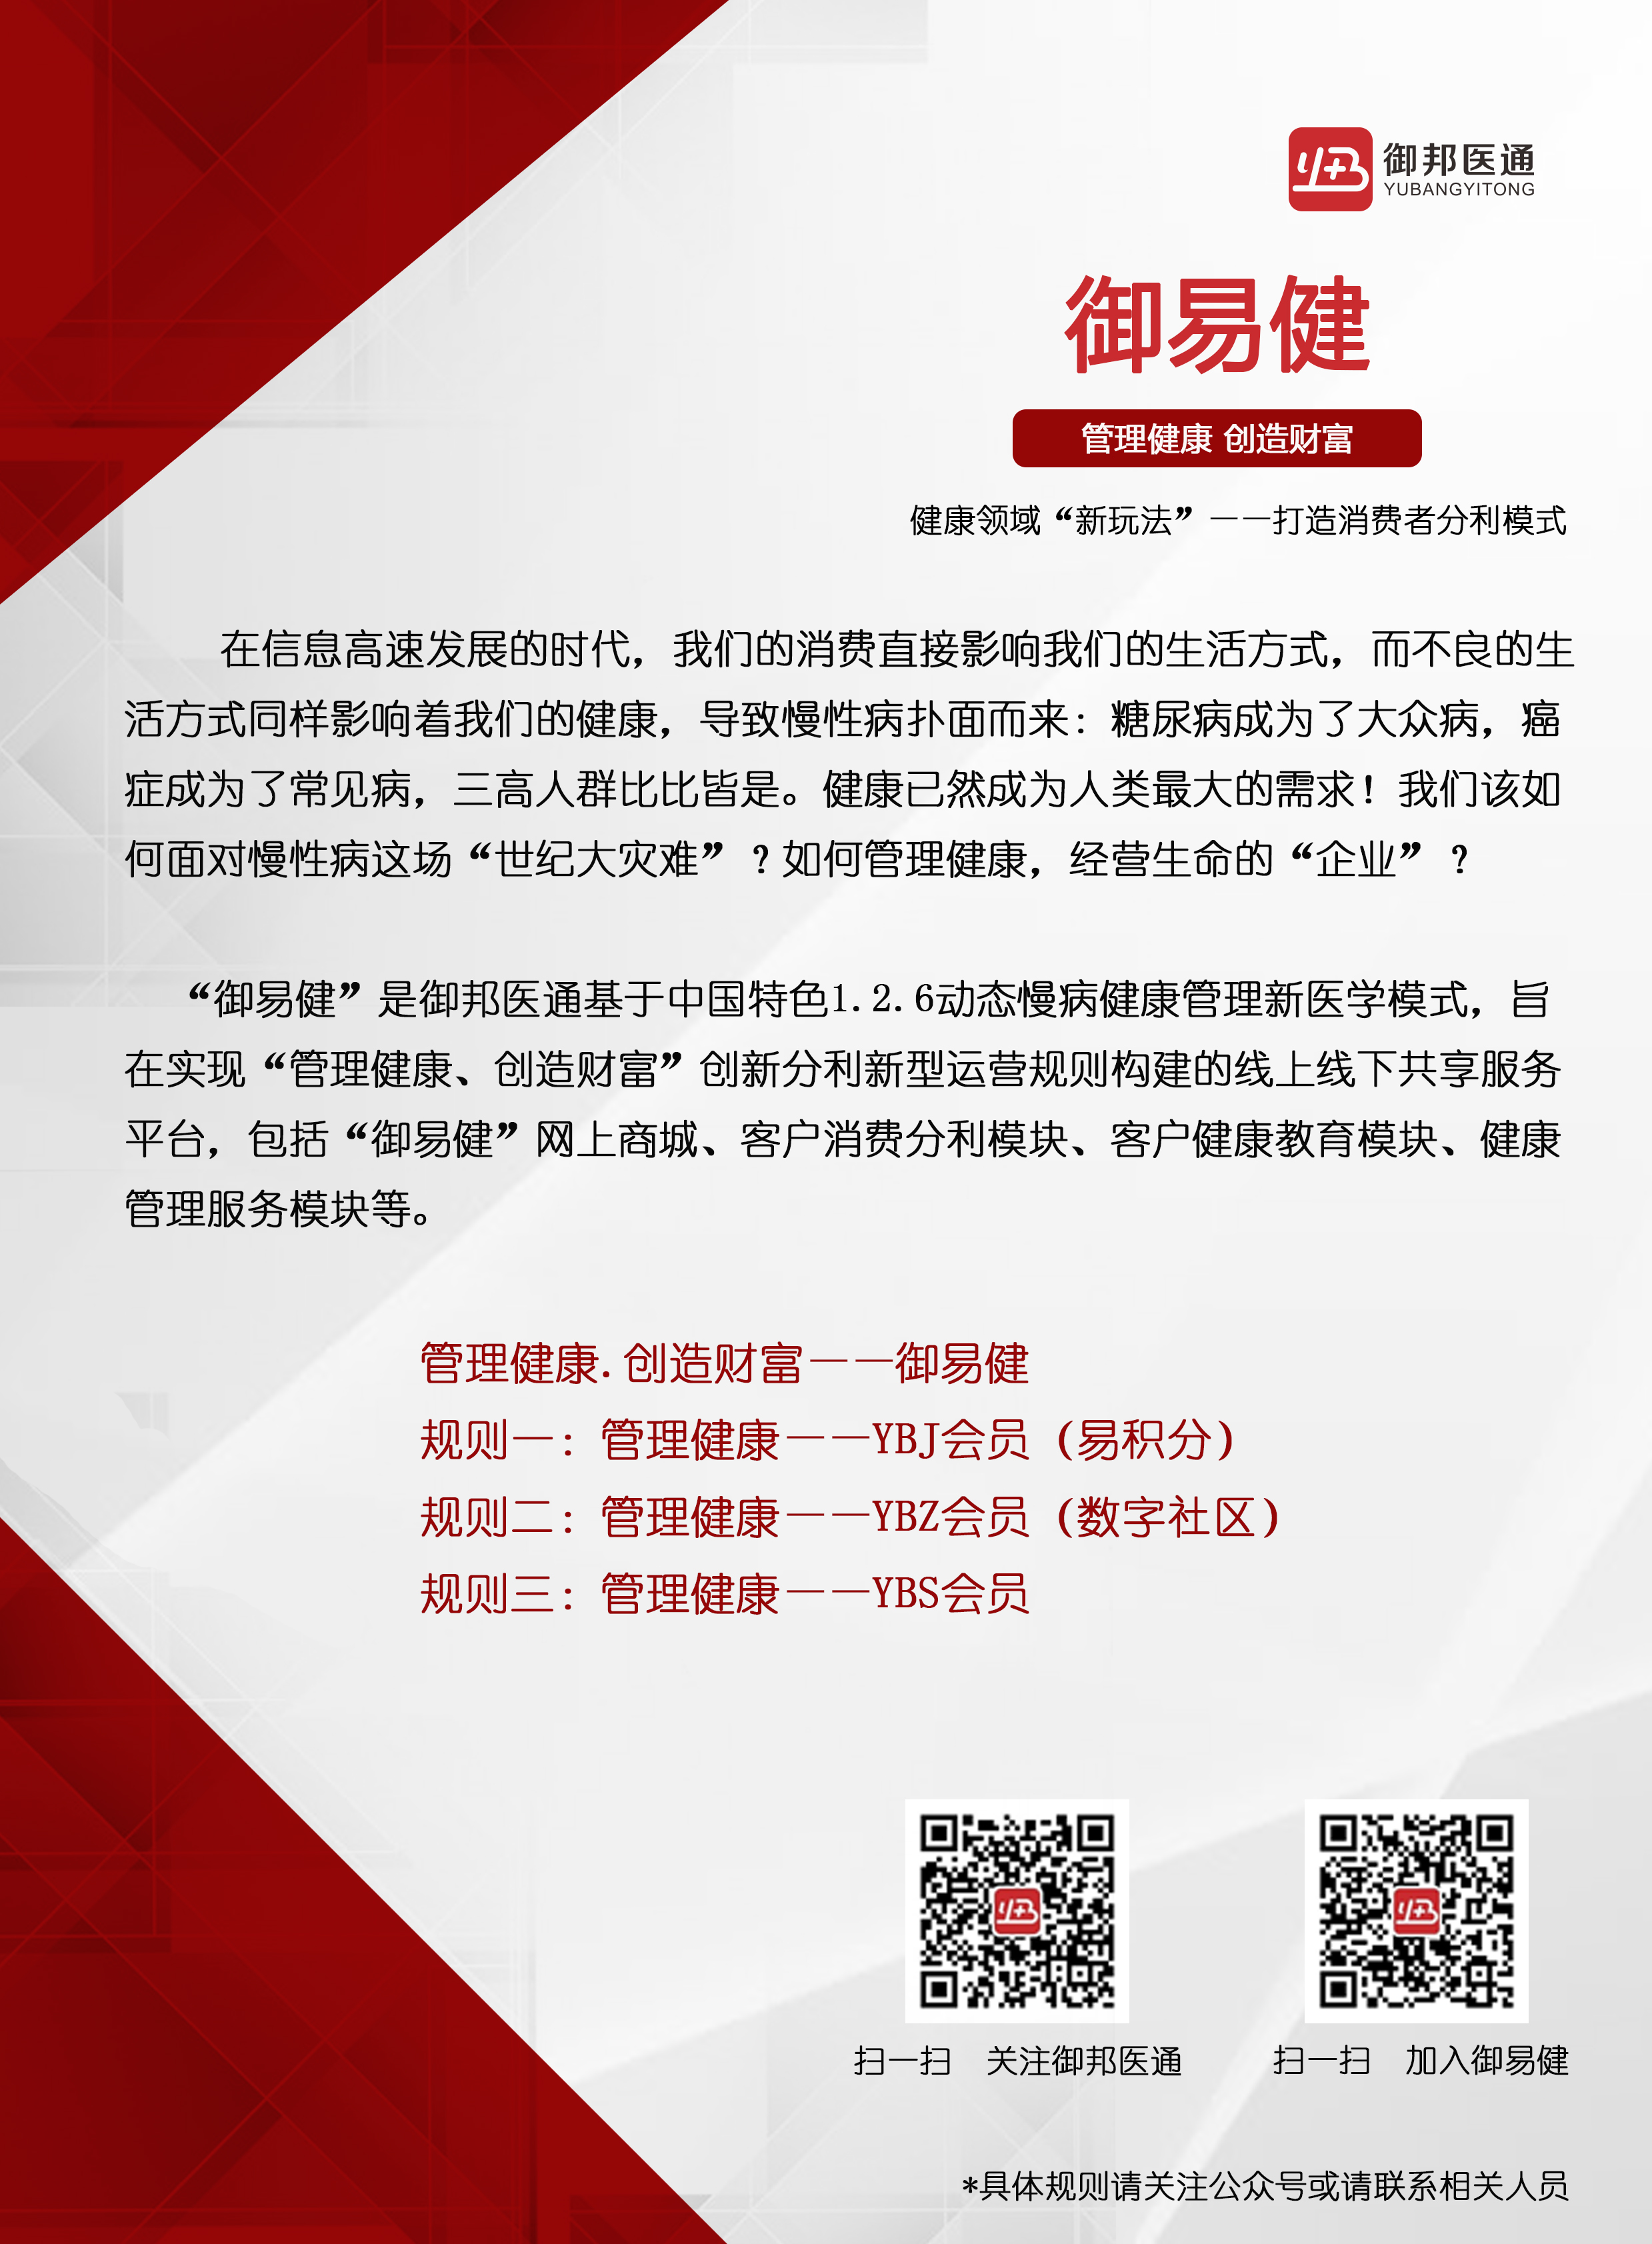 御邦医通
YUBANGYITONG
御易健
管理健康 创造财富
健康领域“新玩法”——打造消费者分利模式
在信息高速发展的时代，我们的消费直接影响我们的生活方式，而不良的生
活方式同样影响着我们的健康，导致慢性病扑面而来：糖尿病成为了大众病，癌
症成为了常见病，三高人群比比皆是。健康已然成为人类最大的需求！我们该如
何面对慢性病这场“世纪大灾难”？如何管理健康，经营生命的“企业”？
“御易健”是御邦医通基于中国特色1.2.6动态慢病健康管理新医学模式，旨
在实现“管理健康、创造财富”创新分利新型运营规则构建的线上线下共享服务
平台，包括“御易健”网上商城、客户消费分利模块、客户健康教育模块、健康
管理服务模块等。
管理健康.创造财富——御易健
规则一：管理健康——YBJ会员（易积分）
规则二：管理健康——YBZ会员（数字社区）
规则三：管理健康——YBS会员
扫一扫 关注御邦医通
扫一扫 加入御易健
*具体规则请关注公众号或请联系相关人员